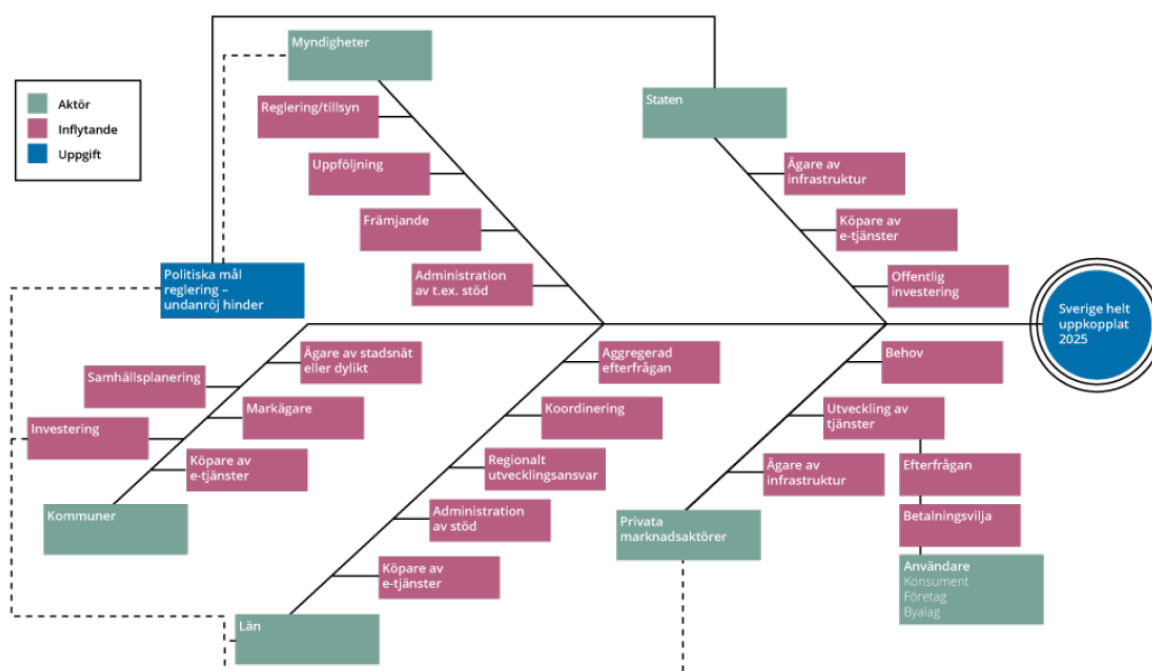 Myndigheter
Aktör
Inflytande
Uppgift
Reglering/tillsyn
Uppföljning
Främjande
Administration
av t.ex. stöd
Staten
Ägare av
infrastruktur
Köpare av
e-tjänster
Offentlig
investering
Politiska mål
reglering –
undanröj hinder
Sverige helt
uppkopplat
2025
Ägare av stadsnät
eller dylikt
Samhällsplanering
Markägare
Investering
Köpare av
e-tjänster
Kommuner
Aggregerad
efterfrågan
Koordinering
Regionalt
utvecklingsansvar
Administration
av stöd
Köpare av
e-tjänster
Län
Behov
Utveckling av
tjänster
Ägare av
infrastruktur
Privata
marknadsaktörer
Efterfrågan
Betalningsvilja
Användare
Konsument
Företag
Byalag